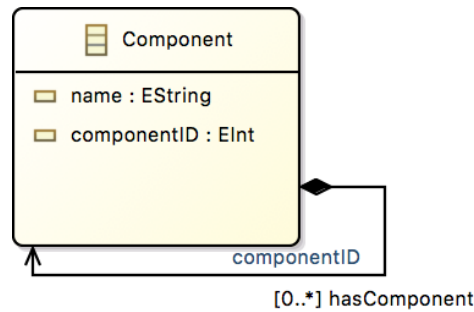 Component
name : EString
componentID : EInt
componentID
[0..*] hasComponent